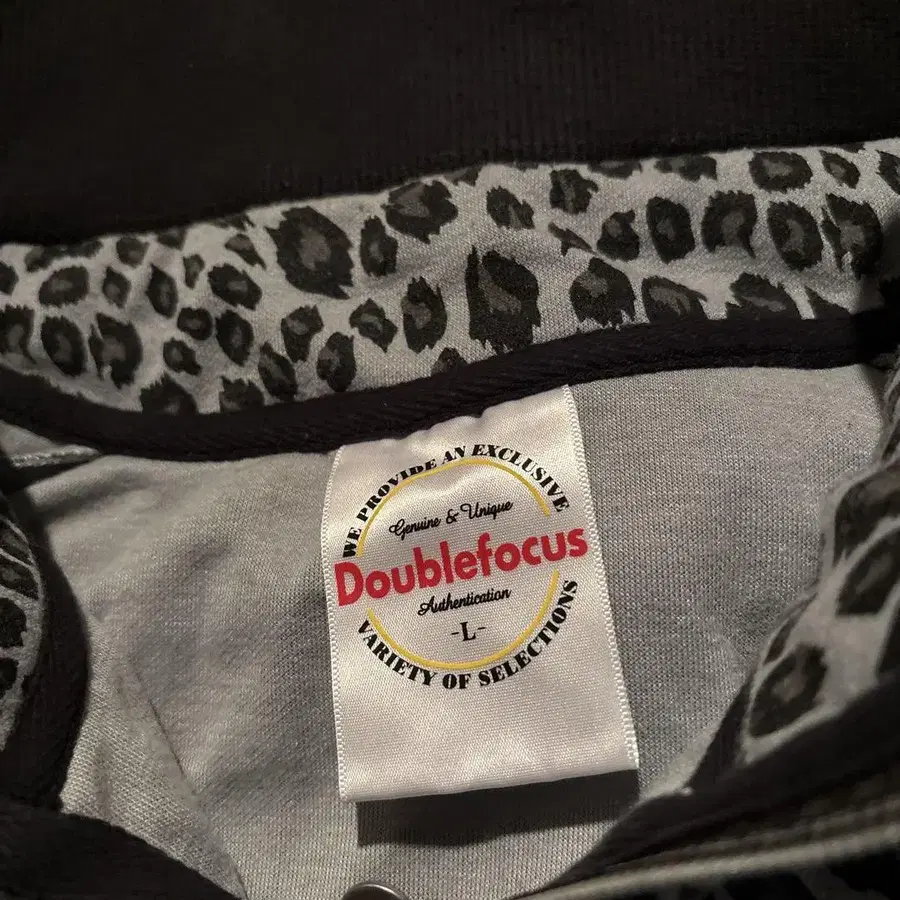 WE PROVIDE AN EXCLUSIVE
Genuine & Unique
Doublefocus
Authentication
-L-
VARIETY OF SELECTIONS